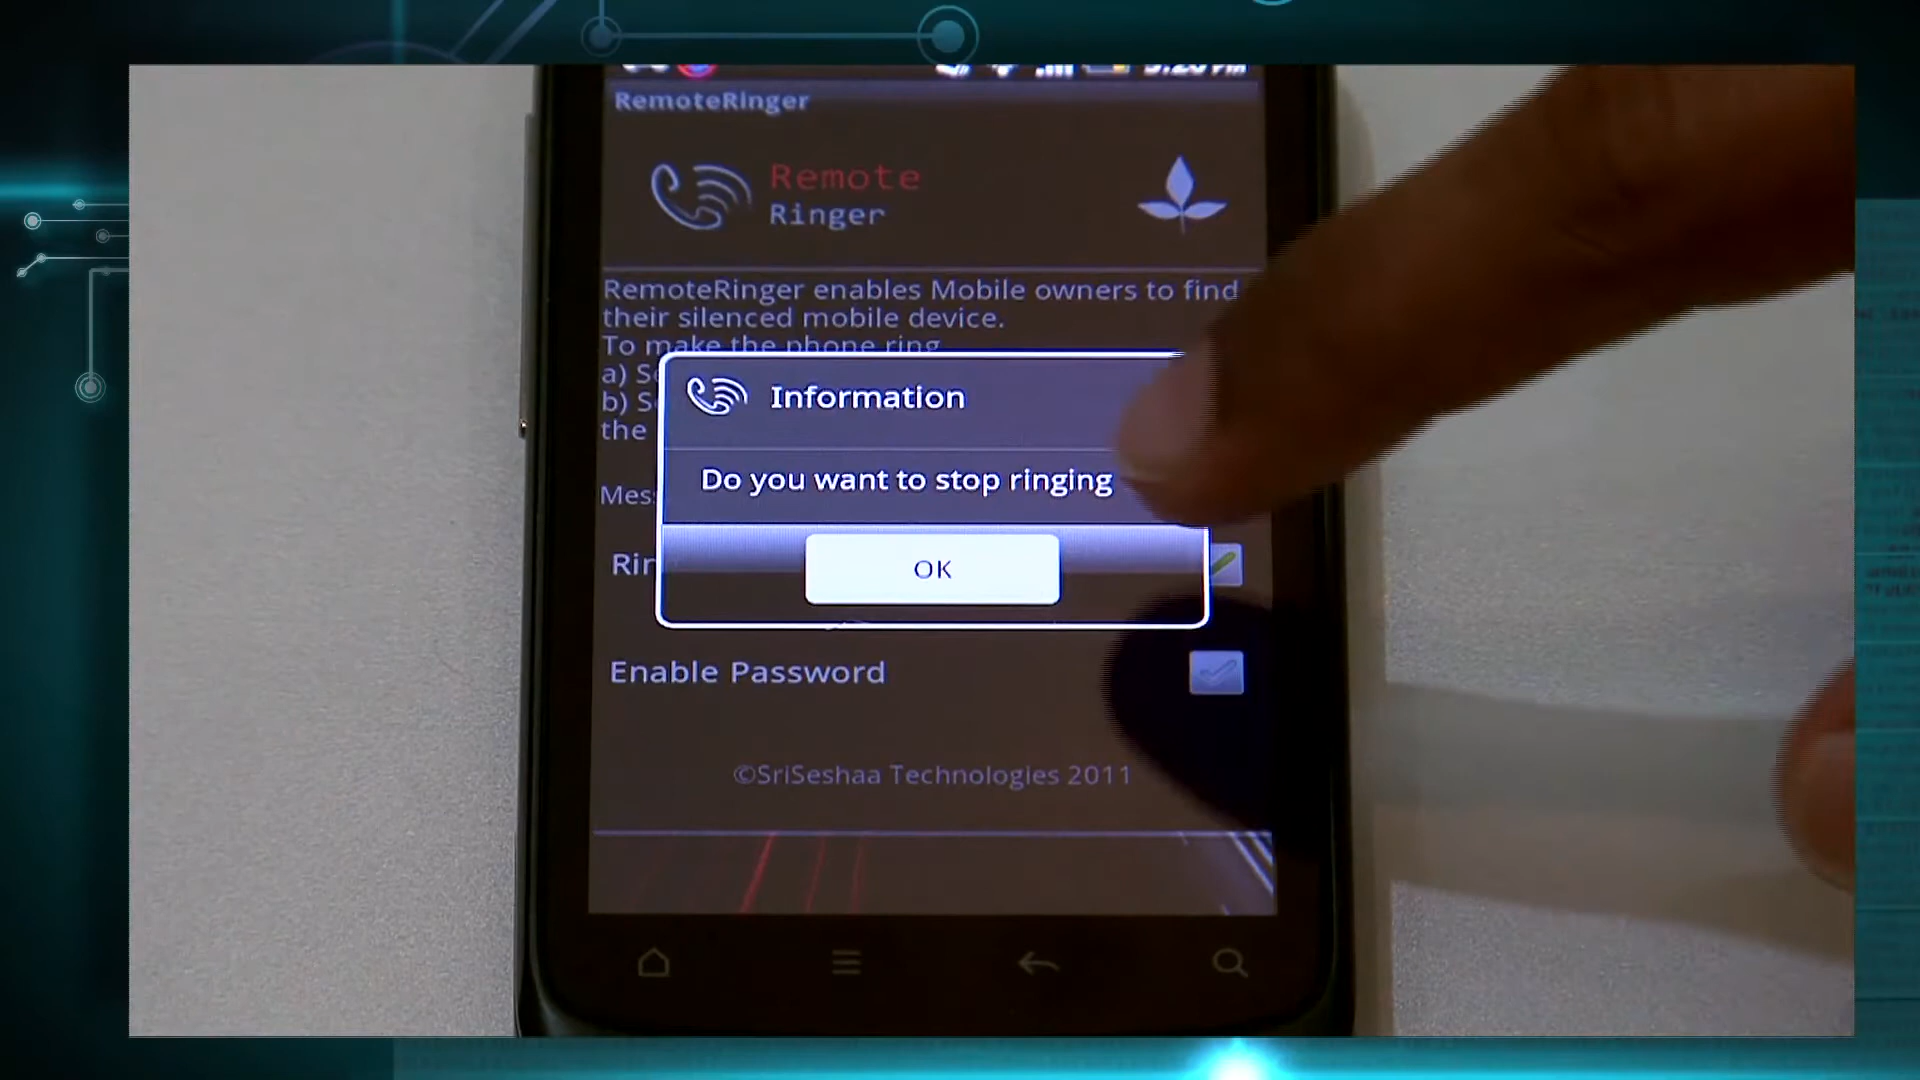 RemoteRinger
Remote
Ringer
RemoteRinger enables Mobile owners to find
their silenced mobile device.
To make the phone ring
a)
b)
the
Information
Do you want to stop ringing
OK
Enable Password
©SriSeshaa Technologies 2011